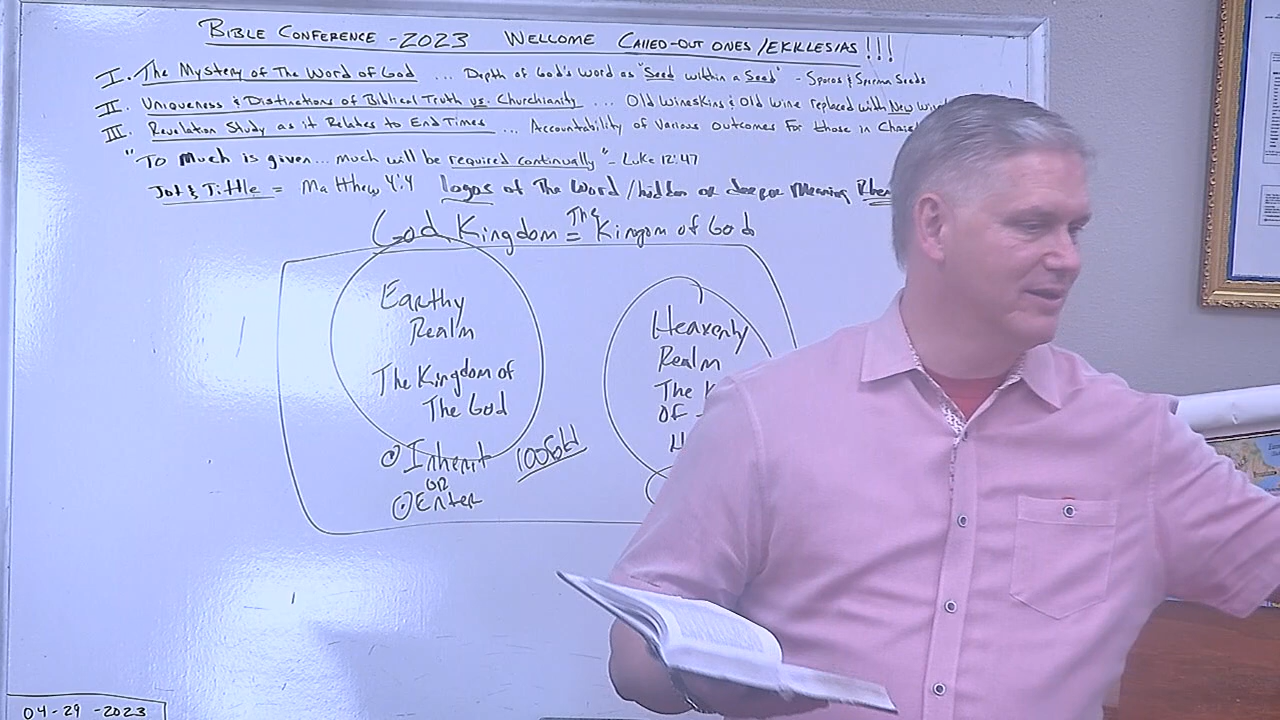 BIBLE CONFERENCE - 2023 WELCOME CALLED-OUT ONES / EKKLESIAS !!!
I. The Mystery of The Word of God ... Depth of God's Word as "Seed within a Seed" - Sporos & Sperma Seeds
II. Uniqueness & Distinctions of Biblical Truth vs. Churchianity ... Old Wineskins & Old Wine replaced with New
III. Revelation Study as it Relates to End Times ... Accountability of Various Outcomes For those in
"To Much is given... much will be required continually" - Luke 12:47
Jot & Tittle = Matthew 4:4 logos of The Word / hidden or deeper Meaning
God Kingdom = The Kingom of God
Earthy
Realm
The Kingdom of
The God
Inherit
or
Enter
100fold
Heavenly
Realm
The
OF
04-29-2023